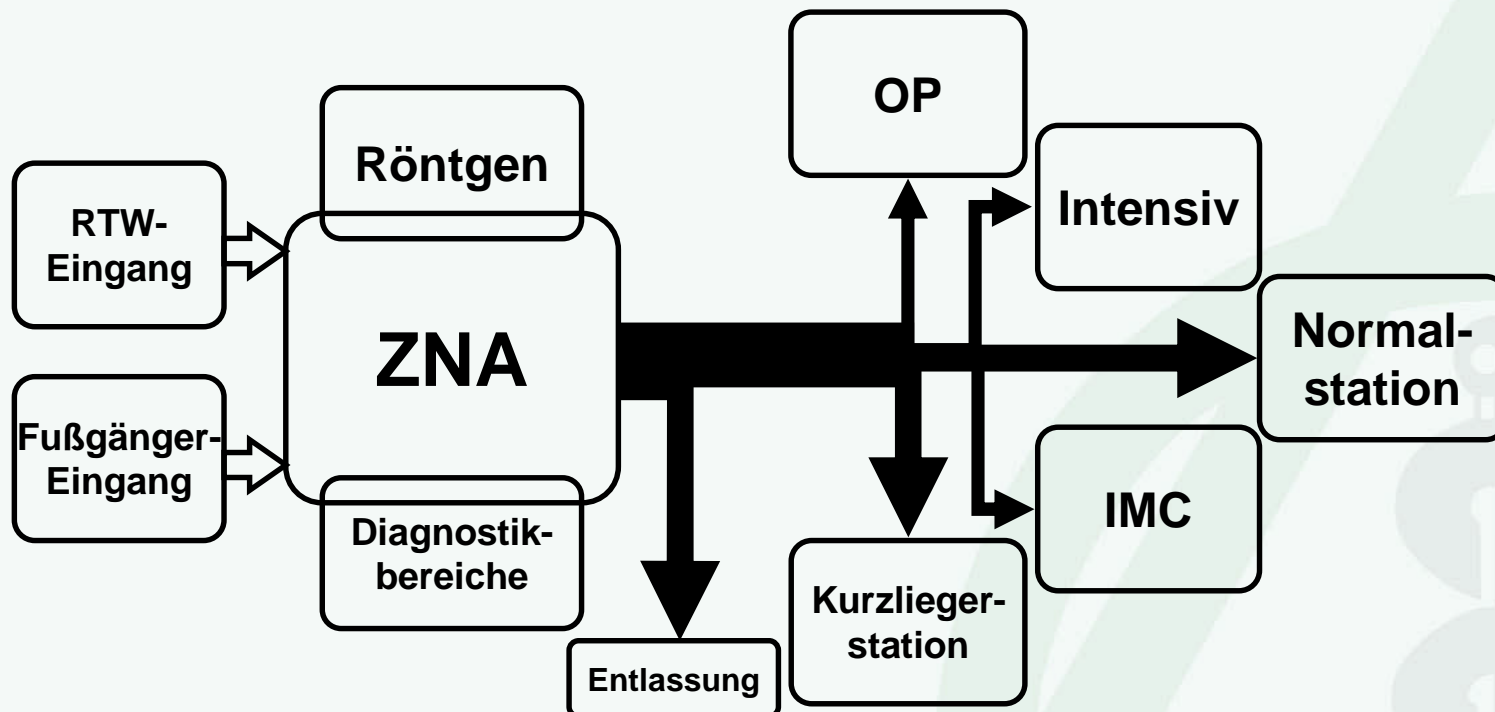 RTW-
Eingang
Fußgänger-
Eingang
Röntgen
ZNA
Diagnostik-
bereiche
Entlassung
OP
Kurzlieger-
station
Intensiv
IMC
Normal-
station